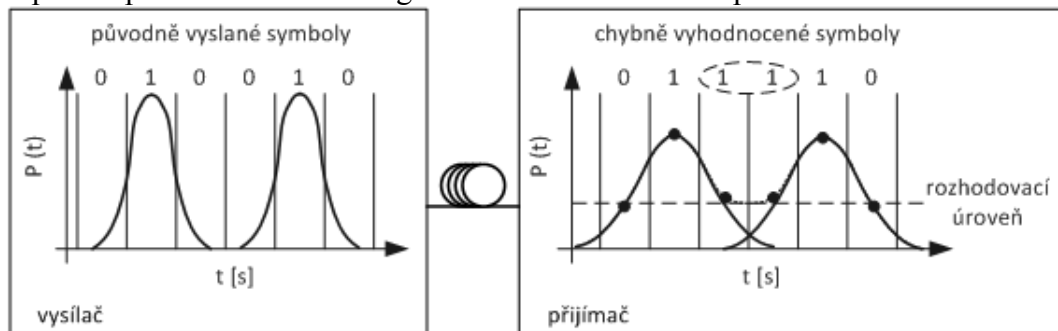 původně vyslané symboly
0 1 0 0 1 0
P (t)
t [s]
vysílač
chybně vyhodnocené symboly
0 1 1 1 1 0
P (t)
rozhodovací
úroveň
t [s]
přijímač